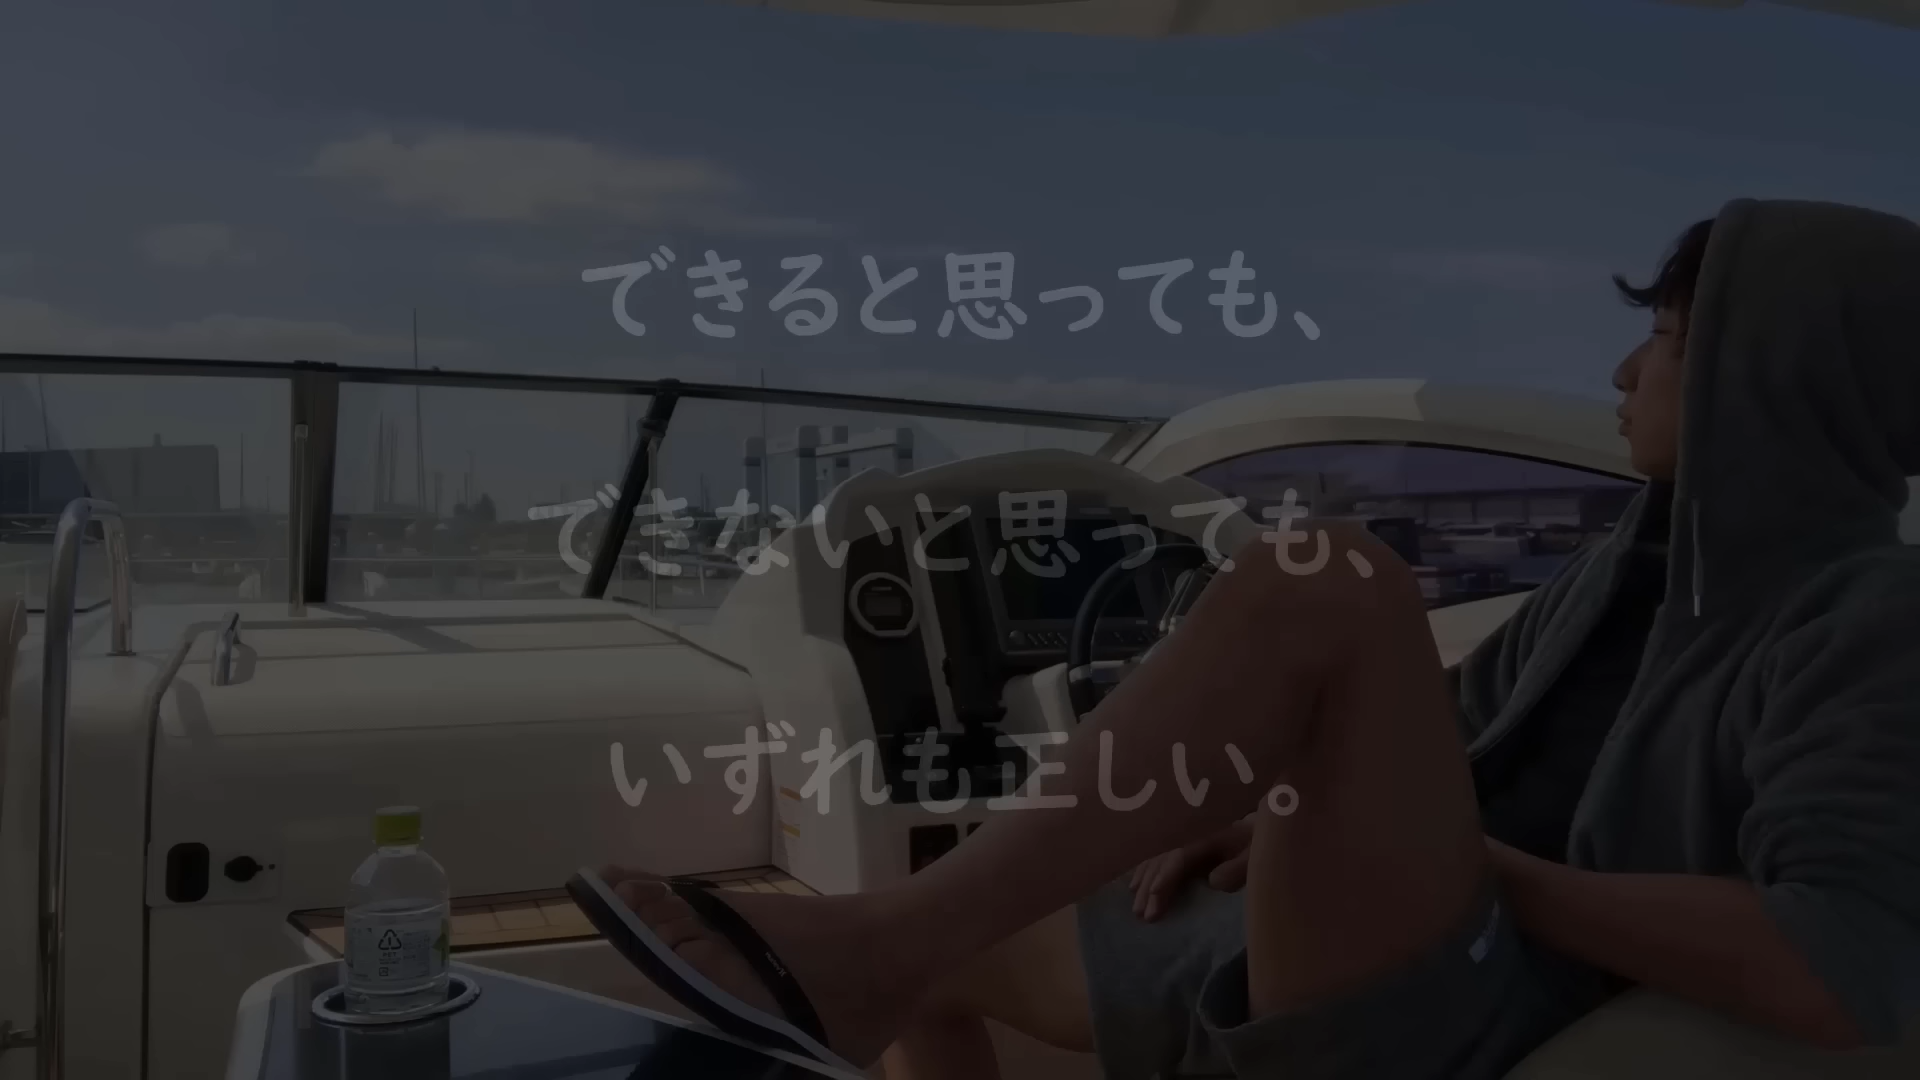 できると思っても、
できないと思っても、
いずれも正しい。